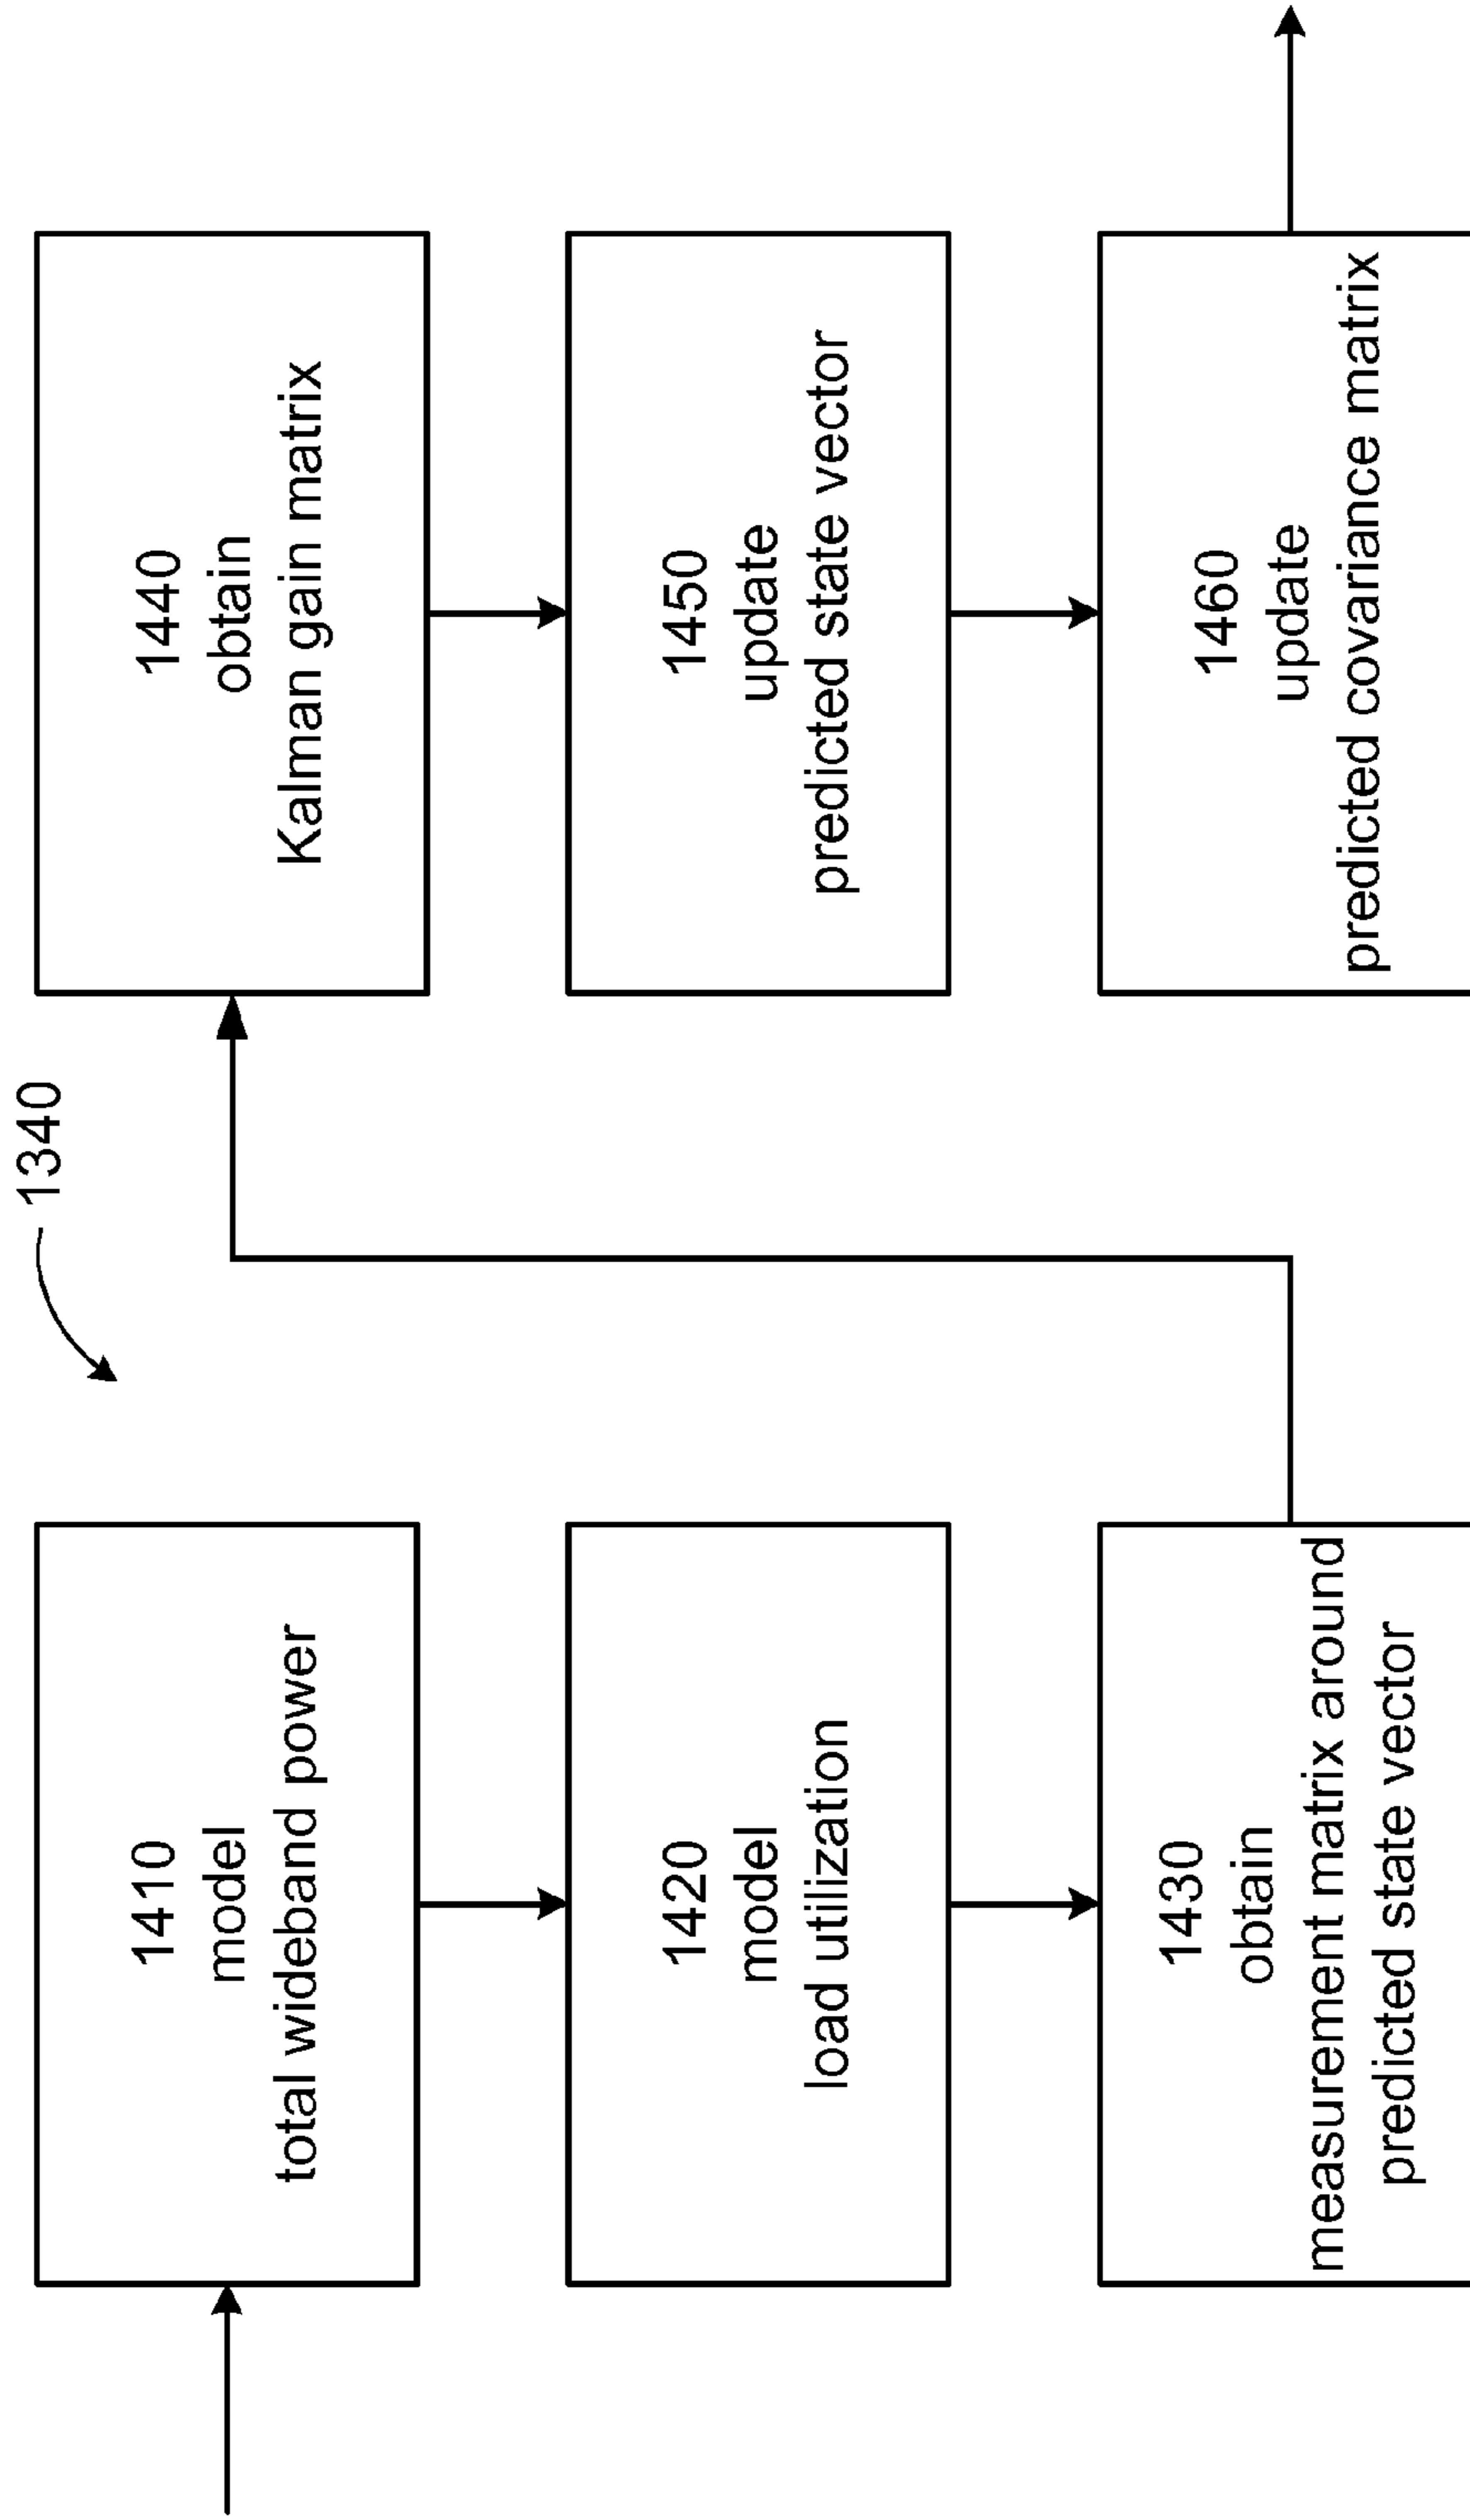 1340
1410
model
total wideband power
1420
model
load utilization
1430
obtain
measurement matrix around
predicted state vector
1440
obtain
Kalman gain matrix
1450
update
predicted state vector
1460
update
predicted covariance matrix